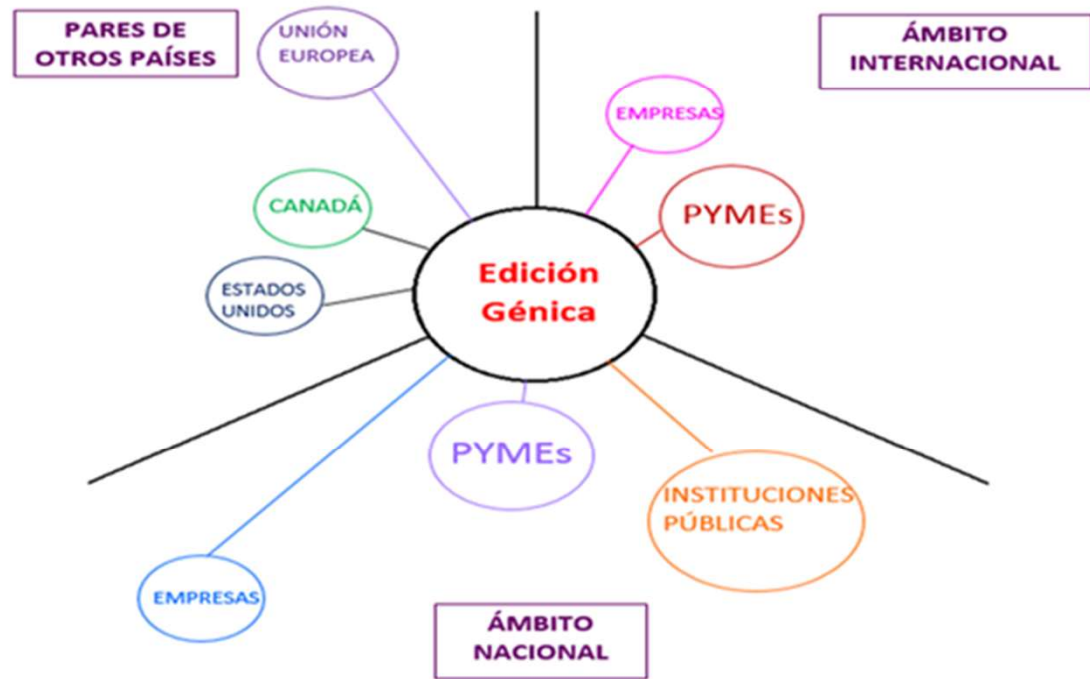 PARES DE
OTROS PAÍSES
UNIÓN
EUROPEA
ÁMBITO
INTERNACIONAL
EMPRESAS
CANADÁ
PYMEs
ESTADOS
UNIDOS
Edición
Génica
PYMEs
INSTITUCIONES
PÚBLICAS
EMPRESAS
ÁMBITO
NACIONAL